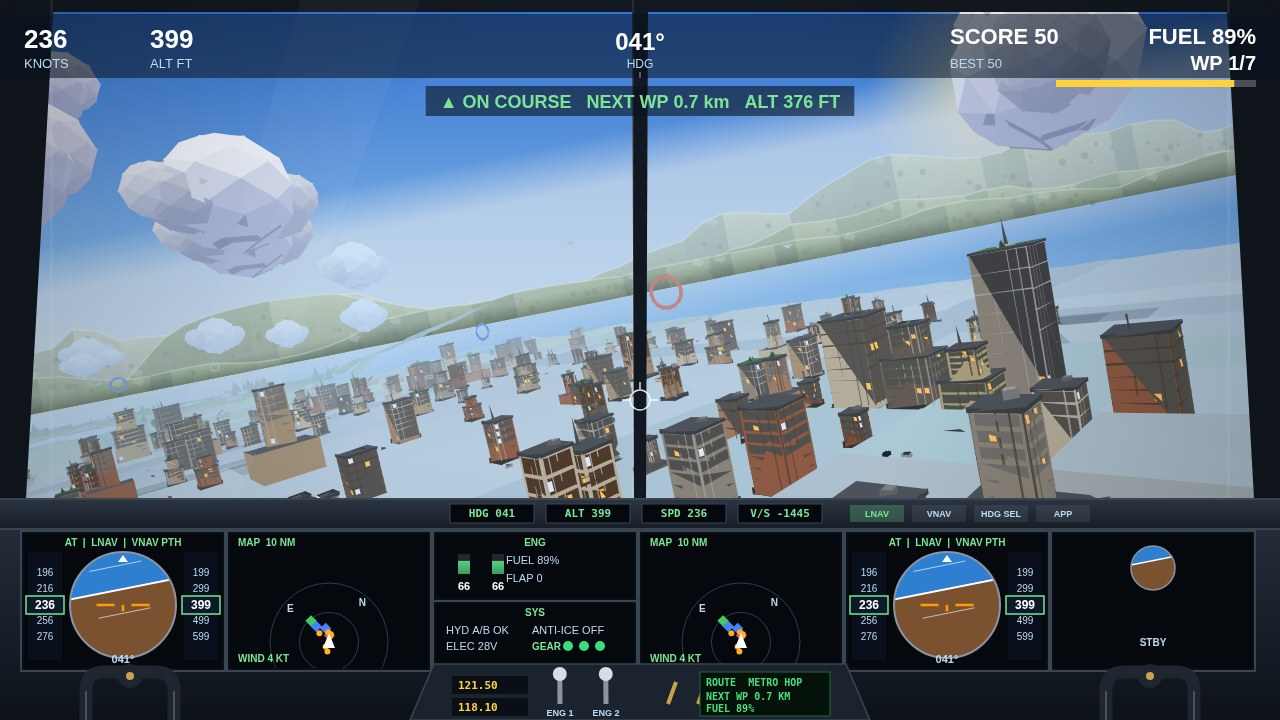 236
KNOTS
399
ALT FT
041°
HDG
SCORE 50
BEST 50
FUEL 89%
WP 1/7
▲ ON COURSE NEXT WP 0.7 km ALT 376 FT
HDG 041
ALT 399
SPD 236
V/S -1445
LNAV
VNAV
HDG SEL
APP
AT | LNAV | VNAV PTH
196
216
236
256
276
199
299
399
499
599
041°
MAP 10 NM
E
N
WIND 4 KT
ENG
66
66
FUEL 89%
FLAP 0
SYS
HYD A/B OK
ANTI-ICE OFF
ELEC 28V
GEAR
MAP 10 NM
E
N
WIND 4 KT
AT | LNAV | VNAV PTH
196
216
236
256
276
199
299
399
499
599
041°
STBY
121.50
118.10
ENG 1
ENG 2
ROUTE METRO HOP
NEXT WP 0.7 KM
FUEL 89%